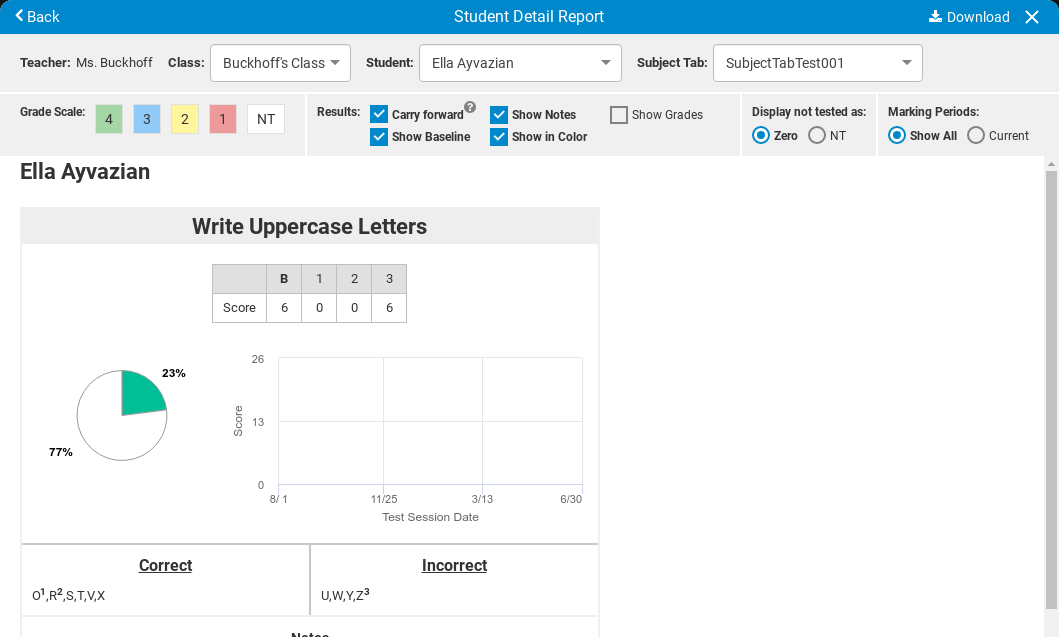 Back Student Detail Report Download
Teacher: Ms. Buckhoff Class: Buckhoff's Class Student: Ella Ayvazian Subject Tab: SubjectTabTest001
Grade Scale: 4 3 2 1 NT
Results: Carry forward ? Show Notes Show Grades
Show Baseline Show in Color
Display not tested as:
Zero NT
Marking Periods:
Show All Current
Ella Ayvazian
Write Uppercase Letters
B 1 2 3
Score 6 0 0 6
23%
77%
26
13
0
Score
8/ 1 11/25 3/13 6/30
Test Session Date
Correct
O¹,R²,S,T,V,X
Incorrect
U,W,Y,Z³
Notes